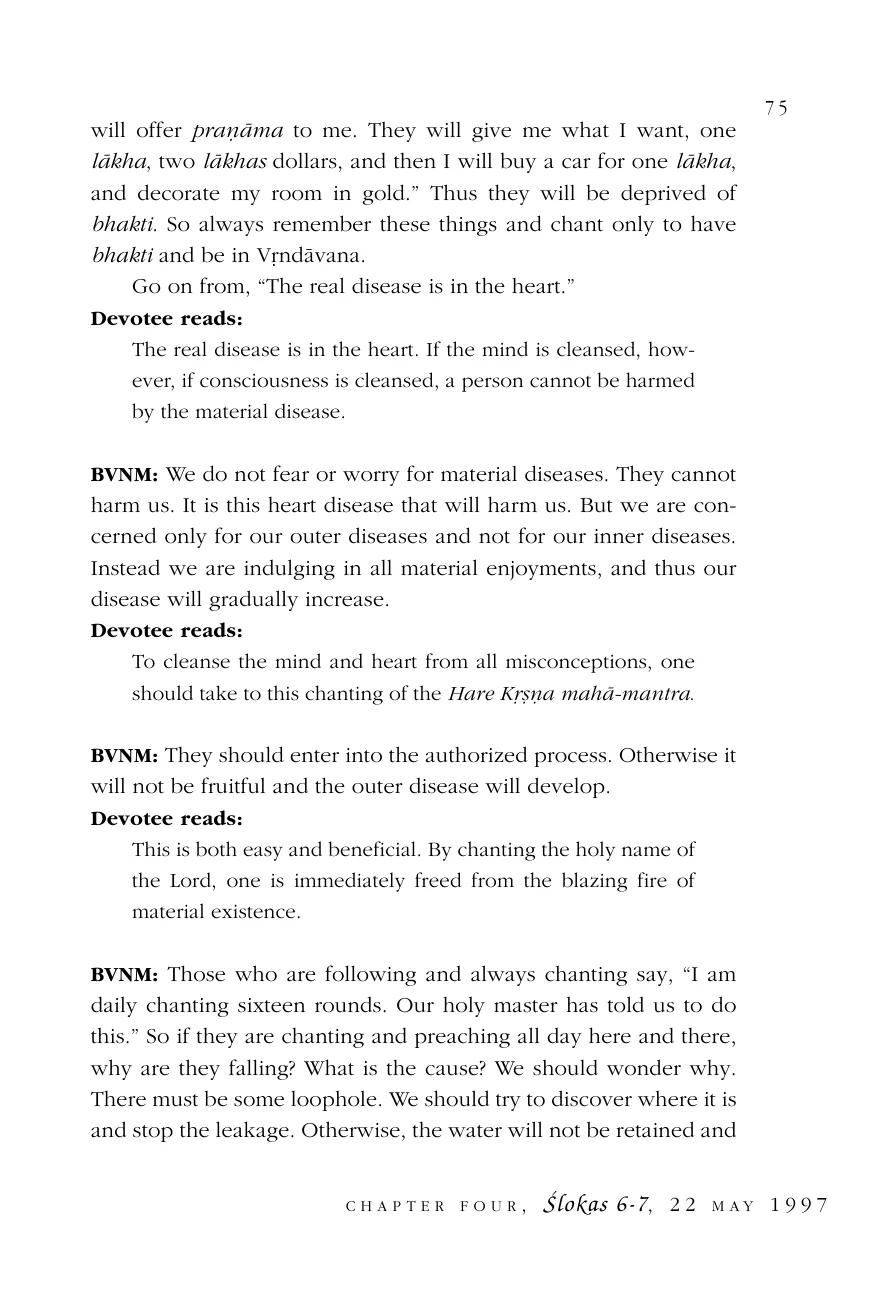 75
will offer praṇāma to me. They will give me what I want, one
lākha, two lākhas dollars, and then I will buy a car for one lākha,
and decorate my room in gold.” Thus they will be deprived of
bhakti. So always remember these things and chant only to have
bhakti and be in Vṛndāvana.
Go on from, “The real disease is in the heart.”
Devotee reads:
The real disease is in the heart. If the mind is cleansed, how-
ever, if consciousness is cleansed, a person cannot be harmed
by the material disease.
BVNM: We do not fear or worry for material diseases. They cannot
harm us. It is this heart disease that will harm us. But we are con-
cerned only for our outer diseases and not for our inner diseases.
Instead we are indulging in all material enjoyments, and thus our
disease will gradually increase.
Devotee reads:
To cleanse the mind and heart from all misconceptions, one
should take to this chanting of the Hare Kṛṣṇa mahā-mantra.
BVNM: They should enter into the authorized process. Otherwise it
will not be fruitful and the outer disease will develop.
Devotee reads:
This is both easy and beneficial. By chanting the holy name of
the Lord, one is immediately freed from the blazing fire of
material existence.
BVNM: Those who are following and always chanting say, “I am
daily chanting sixteen rounds. Our holy master has told us to do
this.” So if they are chanting and preaching all day here and there,
why are they falling? What is the cause? We should wonder why.
There must be some loophole. We should try to discover where it is
and stop the leakage. Otherwise, the water will not be retained and
CHAPTER FOUR, Ślokas 6-7, 22 MAY 1997